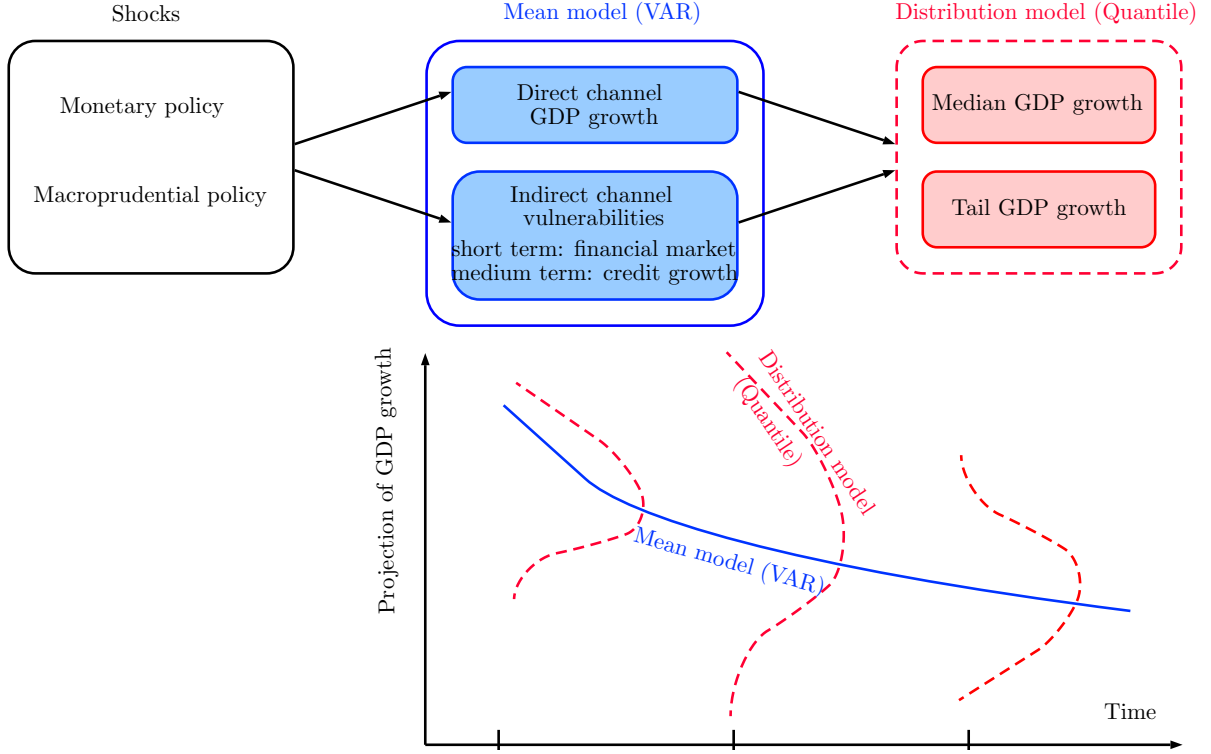 Shocks
Mean model (VAR)
Distribution model (Quantile)
Monetary policy
Macroprudential policy
Direct channel
GDP growth
Indirect channel
vulnerabilities
short term: financial market
medium term: credit growth
Median GDP growth
Tail GDP growth
Projection of GDP growth
Distribution model
(Quantile)
Mean model (VAR)
Time